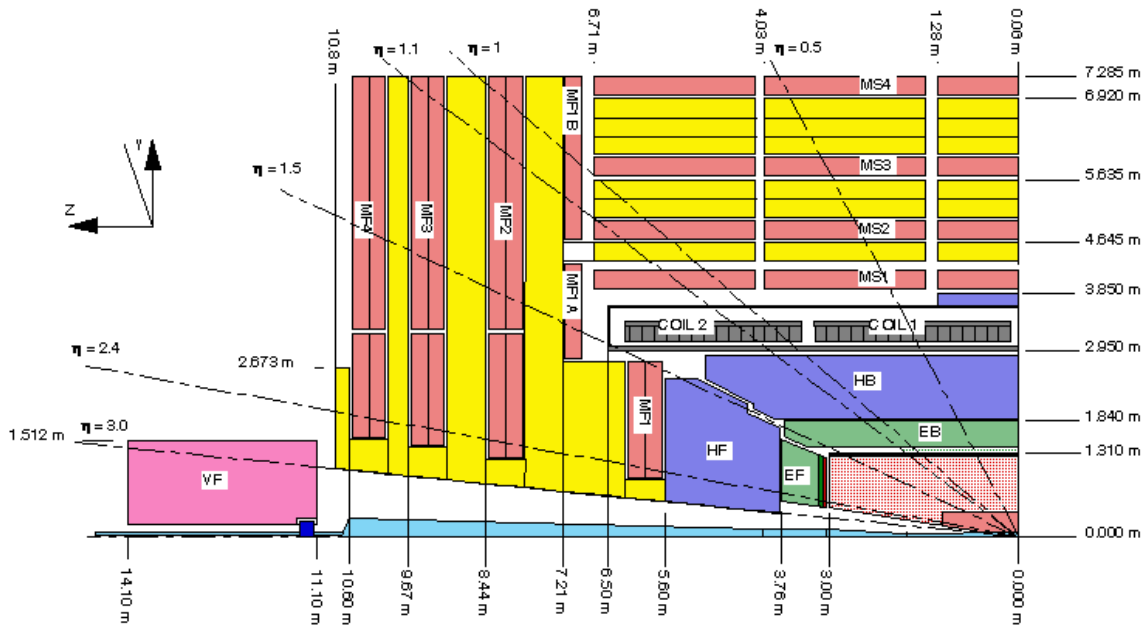 10.8 m
η = 1.1
η = 1
6.71 m
4.03 m
η = 0.5
1.28 m
0.06 m
7.285 m
MS4
6.920 m
MF1B
Y
η = 1.5
MS3
5.635 m
Z
MF4
MF3
MF2
MS2
4.645 m
MF1A
MS1
3.850 m
COIL 2
COIL 1
η = 2.4
2.950 m
2.673 m
HB
MF1
η = 3.0
1.840 m
1.512 m
EB
HF
1.310 m
VF
EF
0.000 m
14.10 m
11.10 m
10.60 m
9.67 m
8.44 m
7.21 m
6.50 m
5.60 m
3.76 m
3.00 m
0.000 m